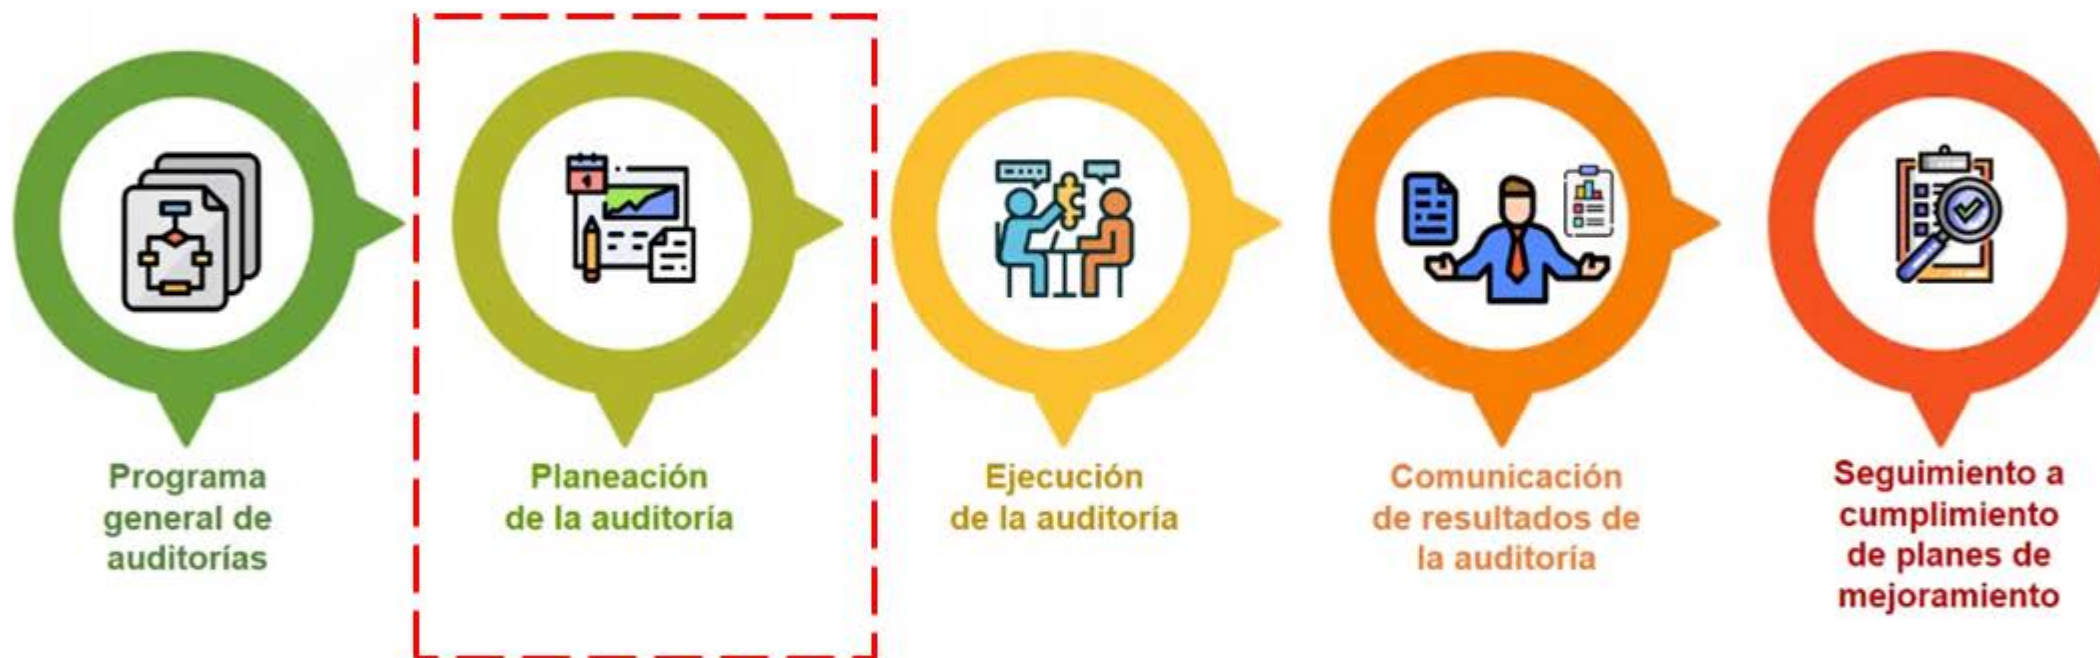 Programa
general de
auditorías
Planeación
de la auditoría
Ejecución
de la auditoría
Comunicación
de resultados de
la auditoría
Seguimiento a
cumplimiento
de planes de
mejoramiento